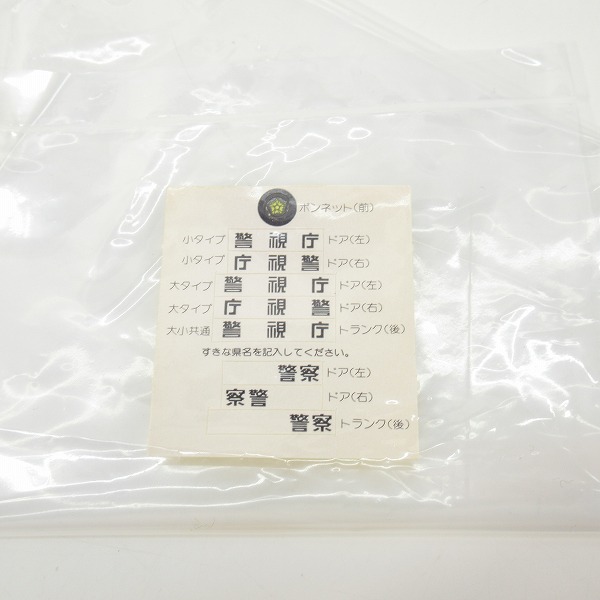 ボンネット(前)
小タイプ 警視庁 ドア(左)
小タイプ 庁視警 ドア(右)
大タイプ 警視庁 ドア(左)
大タイプ 庁視警 ドア(右)
大小共通 警視庁 トランク(後)
すきな県名を記入してください。
警察 ドア(左)
察警 ドア(右)
警察 トランク(後)